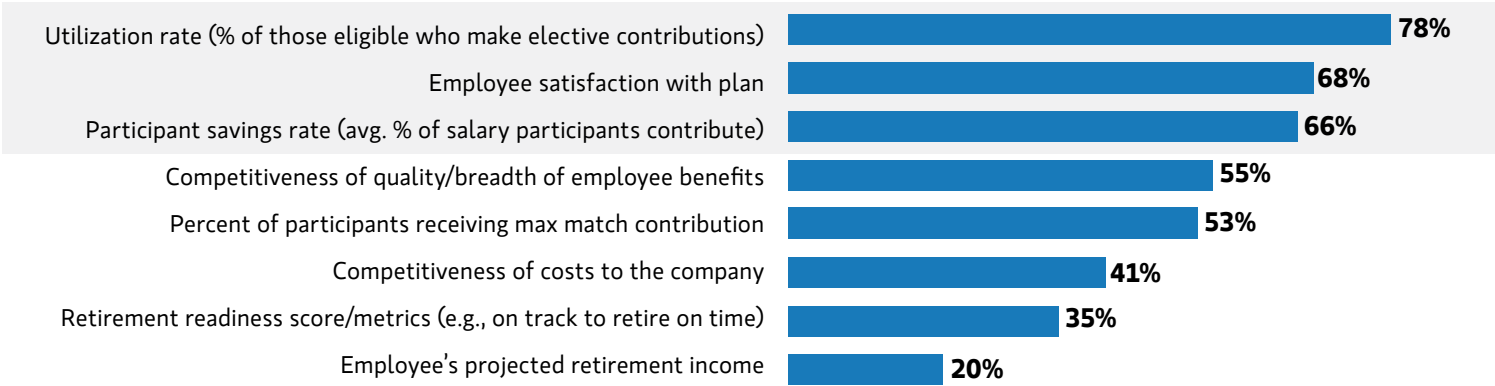 Utilization rate (% of those eligible who make elective contributions) 78%
Employee satisfaction with plan 68%
Participant savings rate (avg. % of salary participants contribute) 66%
Competitiveness of quality/breadth of employee benefits 55%
Percent of participants receiving max match contribution 53%
Competitiveness of costs to the company 41%
Retirement readiness score/metrics (e.g., on track to retire on time) 35%
Employee’s projected retirement income 20%